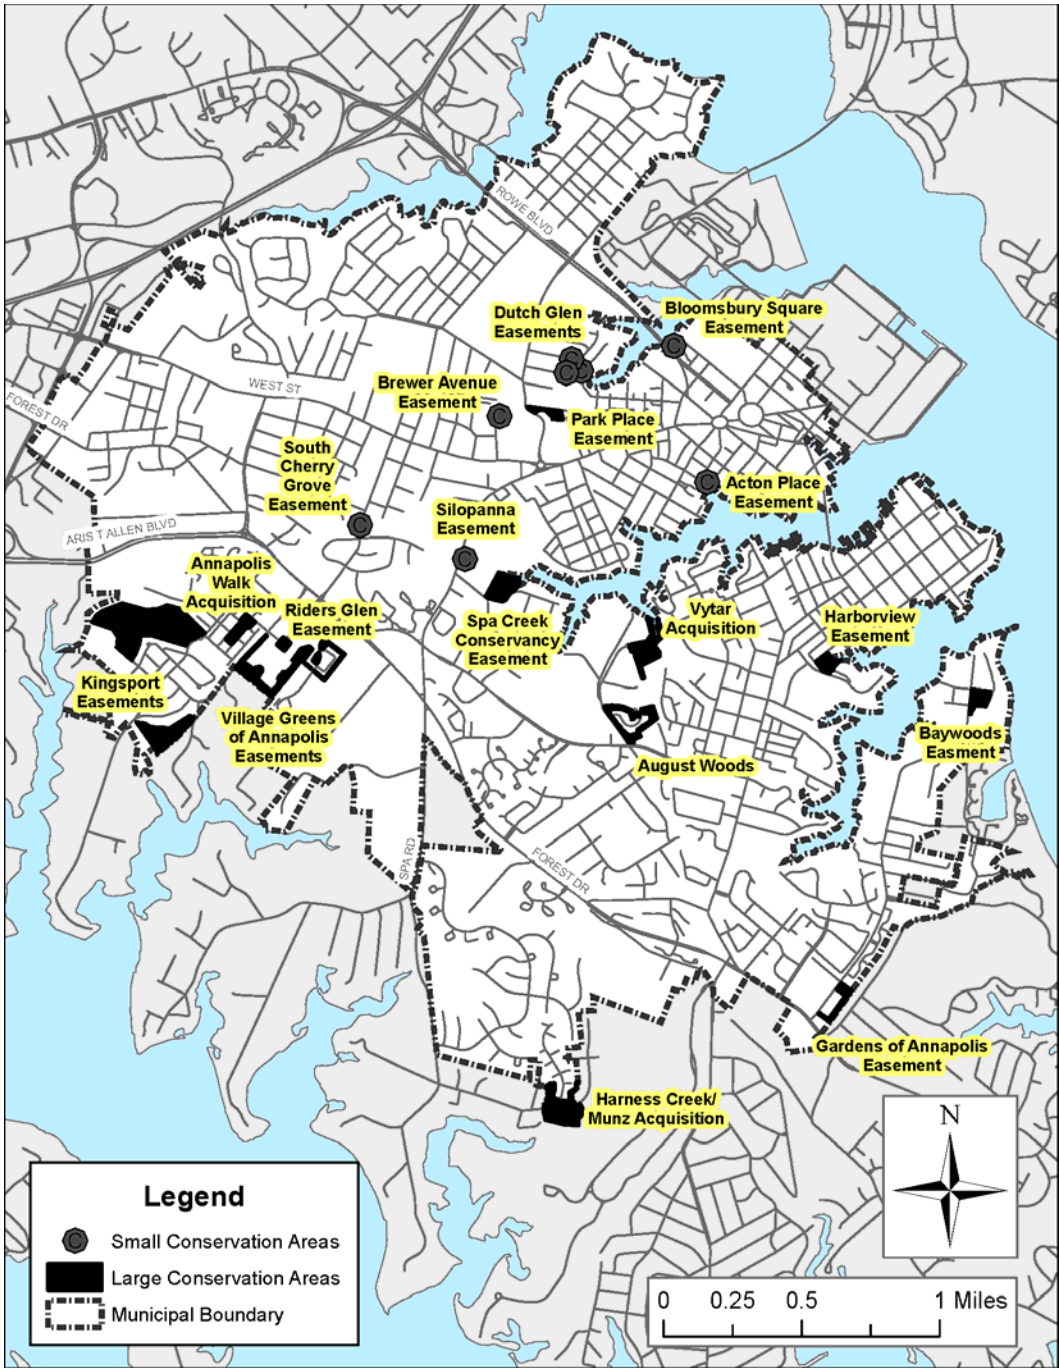 ROWE BLVD
Dutch Glen
Easements
Bloomsbury Square
Easement
WEST ST
Brewer Avenue
Easement
FOREST DR
Park Place
Easement
South
Cherry
Grove
Easement
Acton Place
Easement
Silopanna
Easement
ARIS T ALLEN BLVD
Annapolis
Walk
Acquisition
Riders Glen
Easement
Spa Creek
Conservancy
Easement
Vytar
Acquisition
Harborview
Easement
Kingsport
Easements
Village Greens
of Annapolis
Easements
Baywoods
Easment
August Woods
SPA RD
FOREST DR
Gardens of Annapolis
Easement
Harness Creek/
Munz Acquisition
N
Legend
C Small Conservation Areas
Large Conservation Areas
Municipal Boundary
0 0.25 0.5 1 Miles
C
C
C
C
C
C
C